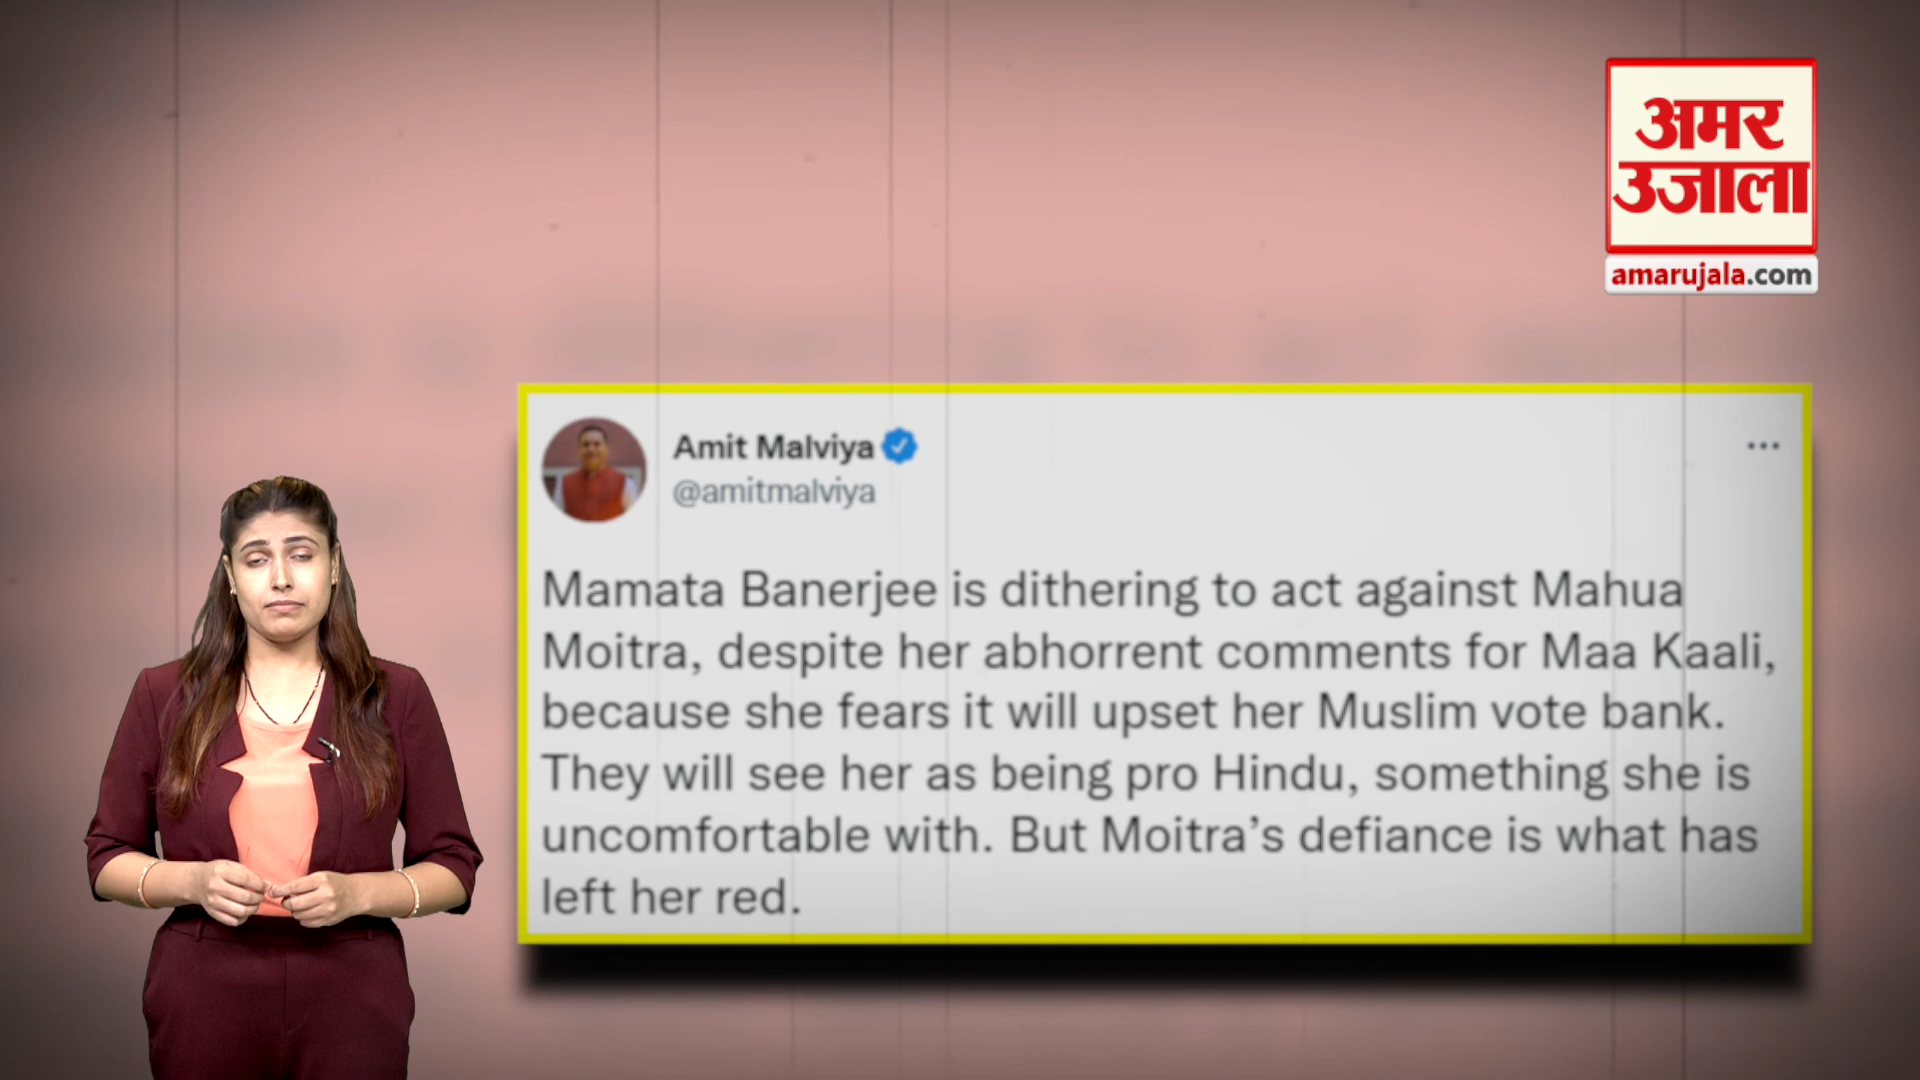 अमर
उजाला
amarujala.com
Amit Malviya
@amitmalviya
Mamata Banerjee is dithering to act against Mahua
Moitra, despite her abhorrent comments for Maa Kaali,
because she fears it will upset her Muslim vote bank.
They will see her as being pro Hindu, something she is
uncomfortable with. But Moitra’s defiance is what has
left her red.